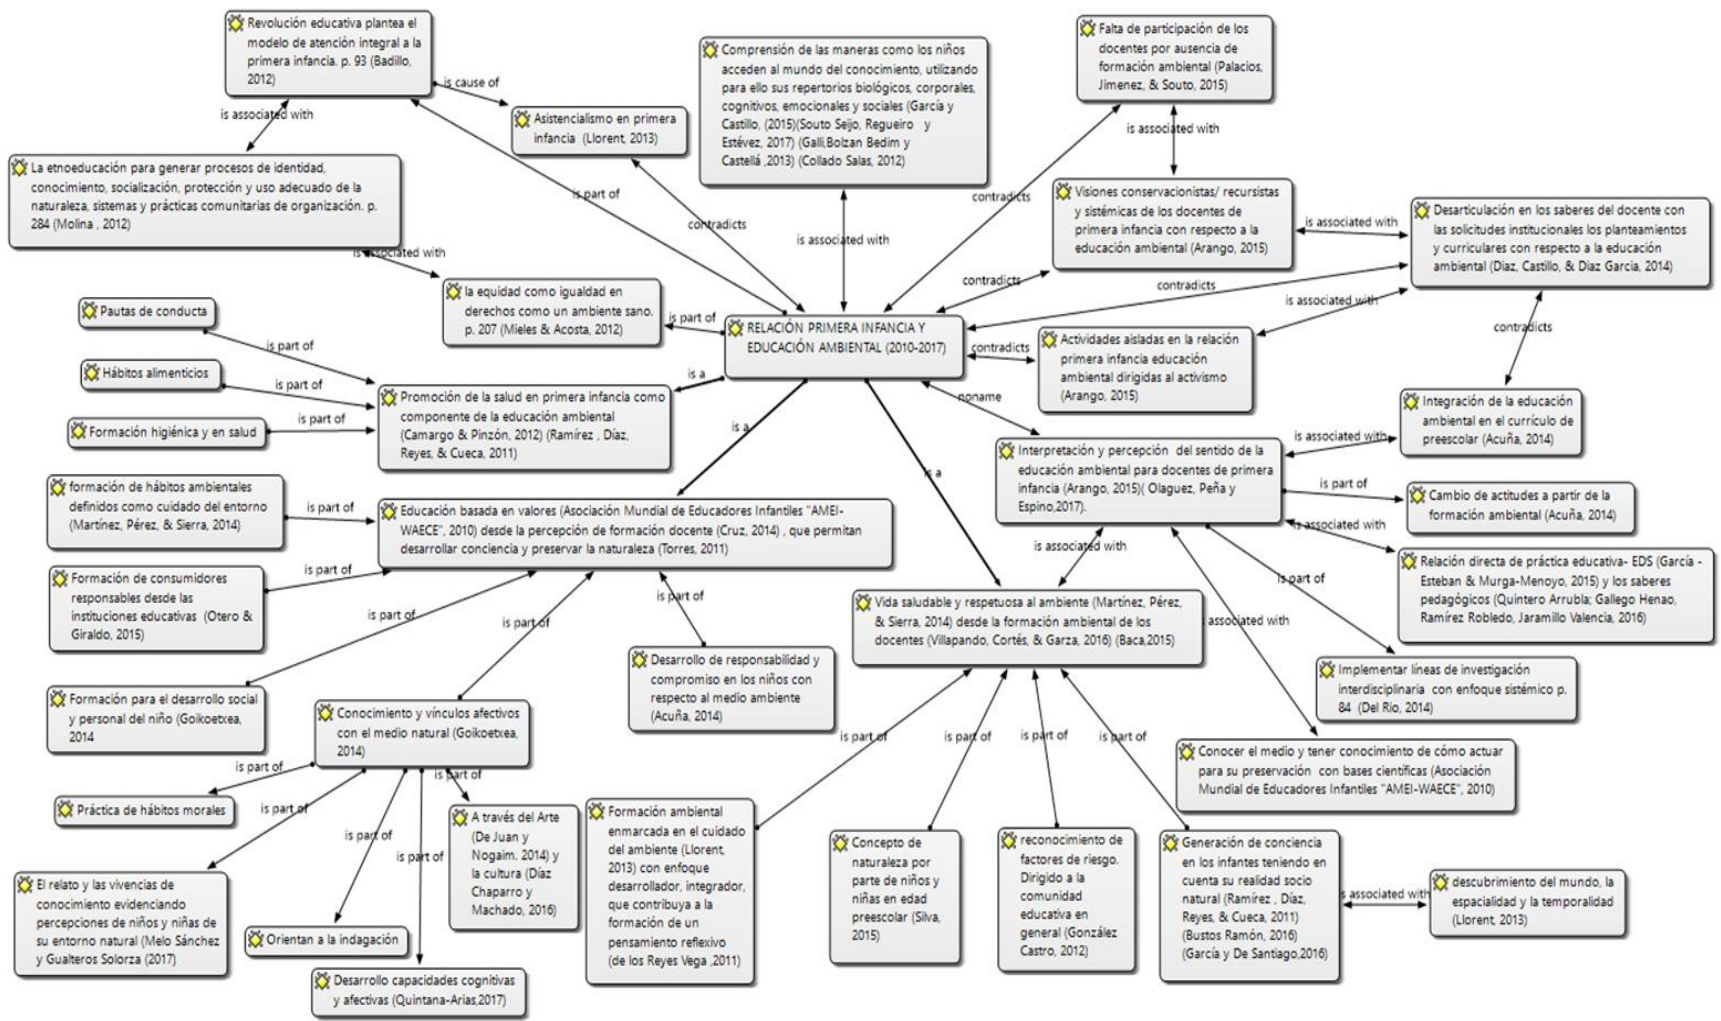 Revolución educativa plantea el
modelo de atención integral a la
primera infancia. p. 93 (Badillo,
2012)
is cause of
Asistencialismo en primera
infancia (Llorent, 2013)
is associated with
La etnoeducación para generar procesos de identidad,
conocimiento, socialización, protección y uso adecuado de la
naturaleza, sistemas y prácticas comunitarias de organización. p.
284 (Molina , 2012)
is associated with
la equidad como igualdad en
derechos como un ambiente sano.
p. 207 (Mieles & Acosta, 2012)
is part of
is part of
contradicts
Comprensión de las maneras como los niños
acceden al mundo del conocimiento, utilizando
para ello sus repertorios biológicos, corporales,
cognitivos, emocionales y sociales (García y
Castillo, (2015)(Souto Seijo, Regueiro y
Estévez, 2017) (Galli,Bolzan Bedim y
Castellá ,2013) (Collado Salas, 2012)
is associated with
Falta de participación de los
docentes por ausencia de
formación ambiental (Palacios,
Jimenez, & Souto, 2015)
is associated with
contradicts
Visiones conservacionistas/ recursistas
y sistémicas de los docentes de
primera infancia con respecto a la
educación ambiental (Arango, 2015)
is associated with
Desarticulación en los saberes del docente con
las solicitudes institucionales los planteamientos
y curriculares con respecto a la educación
ambiental (Diaz, Castillo, & Diaz Garcia, 2014)
contradicts
contradicts
is associated with
contradicts
RELACIÓN PRIMERA INFANCIA Y
EDUCACIÓN AMBIENTAL (2010-2017)
contradicts
Actividades aisladas en la relación
primera infancia educación
ambiental dirigidas al activismo
(Arango, 2015)
Integración de la educación
ambiental en el currículo de
preescolar (Acuña, 2014)
is associated with
noname
Interpretación y percepción del sentido de la
educación ambiental para docentes de primera
infancia (Arango, 2015)( Olaguez, Peña y
Espino,2017).
is part of
Cambio de actitudes a partir de la
formación ambiental (Acuña, 2014)
is associated with
Relación directa de práctica educativa- EDS (García -
Esteban & Murga-Menoyo, 2015) y los saberes
pedagógicos (Quintero Arrubla; Gallego Henao,
Ramírez Robledo, Jaramillo Valencia, 2016)
is part of
Implementar líneas de investigación
interdisciplinaria con enfoque sistémico p.
84 (Del Rio, 2014)
is associated with
Conocer el medio y tener conocimiento de cómo actuar
para su preservación con bases científicas (Asociación
Mundial de Educadores Infantiles "AMEI-WAECE", 2010)
is associated with
Pautas de conducta
is part of
Hábitos alimenticios
is part of
Formación higiénica y en salud
is part of
is a
Promoción de la salud en primera infancia como
componente de la educación ambiental
(Camargo & Pinzón, 2012) (Ramírez , Díaz,
Reyes, & Cueca, 2011)
is a
is a
formación de hábitos ambientales
definidos como cuidado del entorno
(Martínez, Pérez, & Sierra, 2014)
is part of
Educación basada en valores (Asociación Mundial de Educadores Infantiles "AMEI-
WAECE", 2010) desde la percepción de formación docente (Cruz, 2014) , que permitan
desarrollar conciencia y preservar la naturaleza (Torres, 2011)
Formación de consumidores
responsables desde las
instituciones educativas (Otero &
Giraldo, 2015)
is part of
is part of
is part of
is part of
Formación para el desarrollo social
y personal del niño (Goikoetxea,
2014
Conocimiento y vínculos afectivos
con el medio natural (Goikoetxea,
2014)
Desarrollo de responsabilidad y
compromiso en los niños con
respecto al medio ambiente
(Acuña, 2014)
Vida saludable y respetuosa al ambiente (Martínez, Pérez,
& Sierra, 2014) desde la formación ambiental de los
docentes (Villapando, Cortés, & Garza, 2016) (Baca,2015)
is part of
is part of
is part of
is part of
is part of
Práctica de hábitos morales
is part of
El relato y las vivencias de
conocimiento evidenciando
percepciones de niños y niñas de
su entorno natural (Melo Sánchez
y Gualteros Solorza (2017)
is part of
Orientan a la indagación
is part of
Desarrollo capacidades cognitivas
y afectivas (Quintana-Arias,2017)
is part of
A través del Arte
(De Juan y
Nogaim. 2014) y
la cultura (Díaz
Chaparro y
Machado, 2016)
Formación ambiental
enmarcada en el cuidado
del ambiente (Llorent,
2013) con enfoque
desarrollador, integrador,
que contribuya a la
formación de un
pensamiento reflexivo
(de los Reyes Vega ,2011)
Concepto de
naturaleza por
parte de niños y
niñas en edad
preescolar (Silva,
2015)
reconocimiento de
factores de riesgo.
Dirigido a la
comunidad
educativa en
general (González
Castro, 2012)
Generación de conciencia
en los infantes teniendo en
cuenta su realidad socio
natural (Ramírez , Díaz,
Reyes, & Cueca, 2011)
(Bustos Ramón, 2016)
(García y De Santiago,2016)
is associated with
descubrimiento del mundo, la
espacialidad y la temporalidad
(Llorent, 2013)